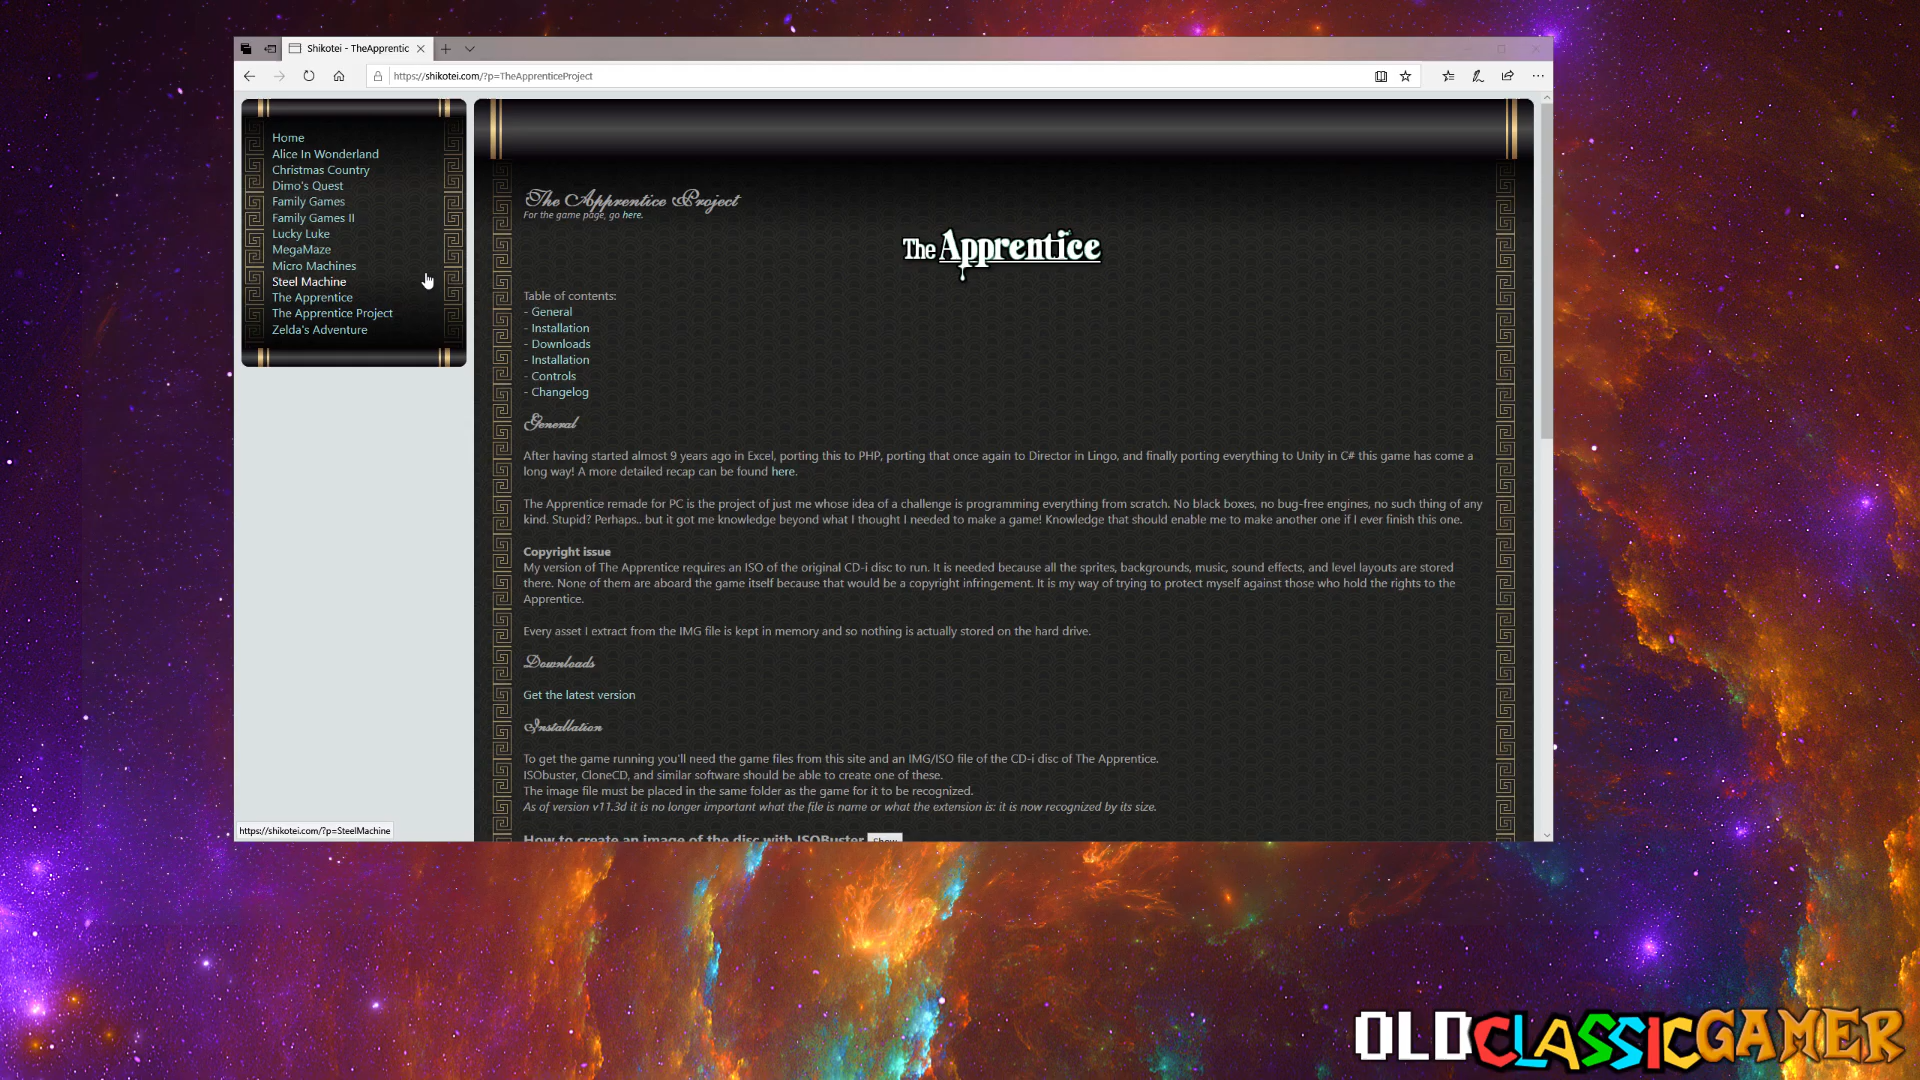 Shikotei - TheApprentic
https://shikotei.com/?p=TheApprenticeProject
Home
Alice In Wonderland
Christmas Country
Dimo's Quest
Family Games
Family Games II
Lucky Luke
MegaMaze
Micro Machines
Steel Machine
The Apprentice
The Apprentice Project
Zelda's Adventure
The Apprentice Project
For the game page, go here.
The Apprentice
Table of contents:
- General
- Installation
- Downloads
- Installation
- Controls
- Changelog
General
After having started almost 9 years ago in Excel, porting this to PHP, porting that once again to Director in Lingo, and finally porting everything to Unity in C# this game has come a
long way! A more detailed recap can be found here.
The Apprentice remade for PC is the project of just me whose idea of a challenge is programming everything from scratch. No black boxes, no bug-free engines, no such thing of any
kind. Stupid? Perhaps.. but it got me knowledge beyond what I thought I needed to make a game! Knowledge that should enable me to make another one if I ever finish this one.
Copyright issue
My version of The Apprentice requires an ISO of the original CD-i disc to run. It is needed because all the sprites, backgrounds, music, sound effects, and level layouts are stored
there. None of them are aboard the game itself because that would be a copyright infringement. It is my way of trying to protect myself against those who hold the rights to the
Apprentice.
Every asset I extract from the IMG file is kept in memory and so nothing is actually stored on the hard drive.
Downloads
Get the latest version
Installation
To get the game running you'll need the game files from this site and an IMG/ISO file of the CD-i disc of The Apprentice.
ISObuster, CloneCD, and similar software should be able to create one of these.
The image file must be placed in the same folder as the game for it to be recognized.
As of version v11.3d it is no longer important what the file is name or what the extension is: it is now recognized by its size.
How to create an image of the disc with ISOBuster Show
https://shikotei.com/?p=SteelMachine
OLDCLASSICGAMER